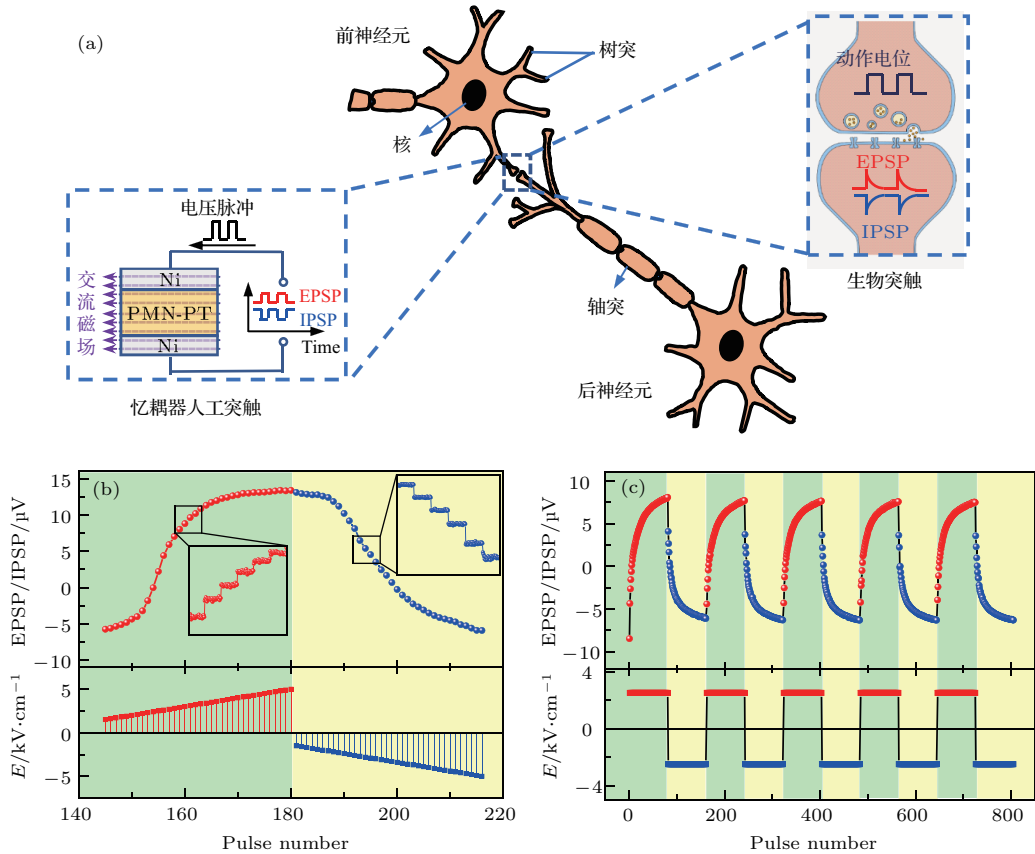 (a)
前神经元
树突
核
动作电位
EPSP
IPSP
生物突触
电压脉冲
交流磁场
Ni
PMN-PT
Ni
EPSP
IPSP
Time
忆耦器人工突触
轴突
后神经元
(b)
EPSP/IPSP/μV
15
10
5
0
−5
−10
E/kV·cm⁻¹
5
0
−5
140 160 180 200 220
Pulse number
(c)
EPSP/IPSP/μV
10
5
0
−5
−10
E/kV·cm⁻¹
4
0
−4
0 200 400 600 800
Pulse number